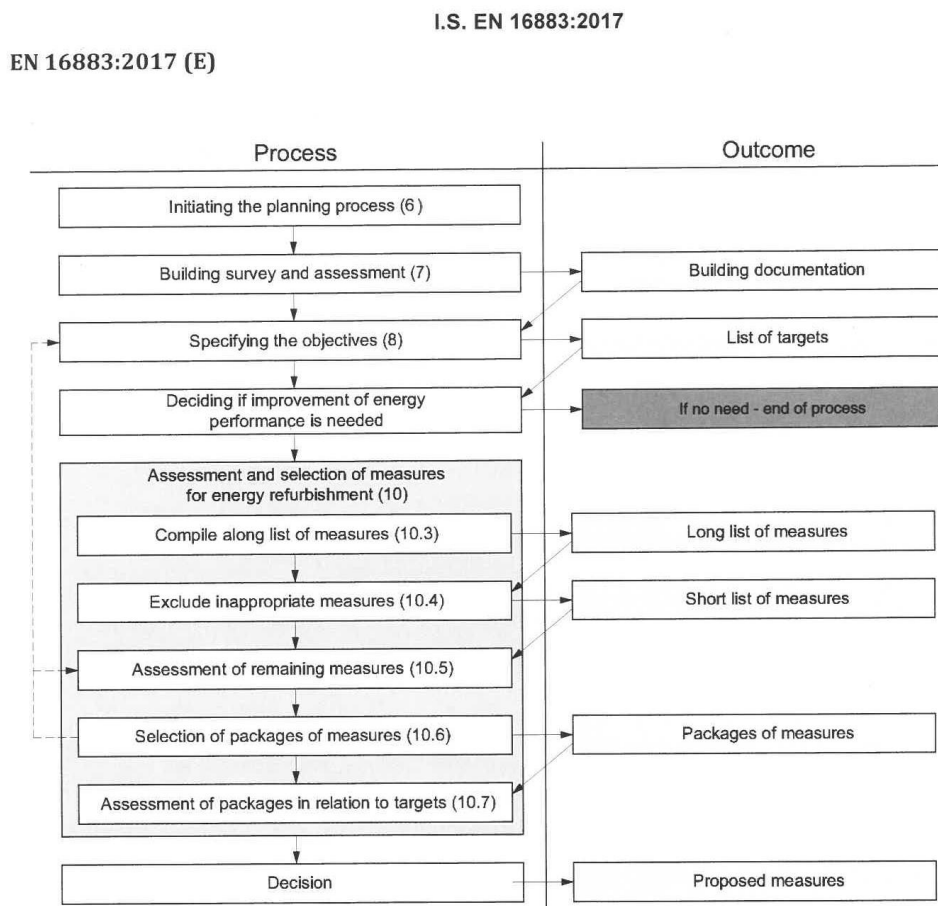 I.S. EN 16883:2017
EN 16883:2017 (E)
Process
Outcome
Initiating the planning process (6)
Building survey and assessment (7)
Building documentation
Specifying the objectives (8)
List of targets
Deciding if improvement of energy
performance is needed
If no need - end of process
Assessment and selection of measures
for energy refurbishment (10)
Compile along list of measures (10.3)
Long list of measures
Exclude inappropriate measures (10.4)
Short list of measures
Assessment of remaining measures (10.5)
Selection of packages of measures (10.6)
Packages of measures
Assessment of packages in relation to targets (10.7)
Decision
Proposed measures